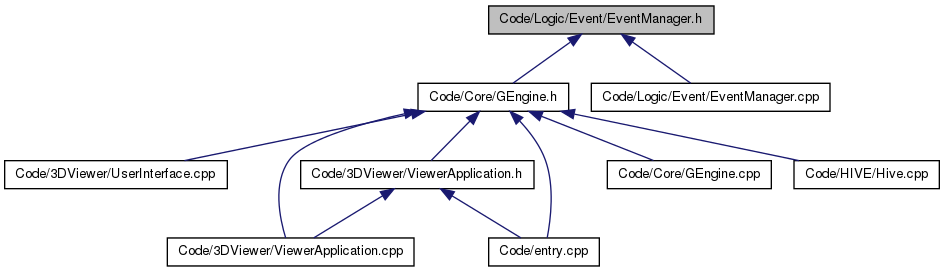 Code/Logic/Event/EventManager.h
Code/Core/GEngine.h
Code/Logic/Event/EventManager.cpp
Code/3DViewer/UserInterface.cpp
Code/3DViewer/ViewerApplication.h
Code/Core/GEngine.cpp
Code/HIVE/Hive.cpp
Code/3DViewer/ViewerApplication.cpp
Code/entry.cpp